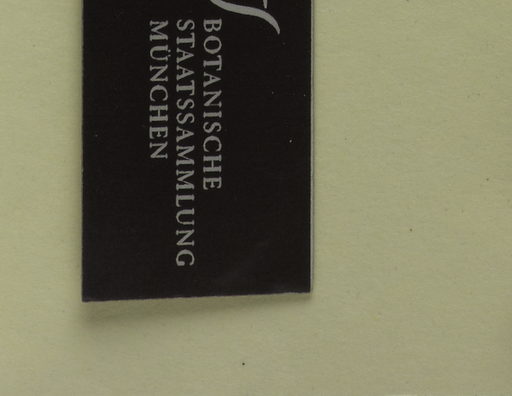 BOTANISCHE
STAATSSAMMLUNG
MÜNCHEN